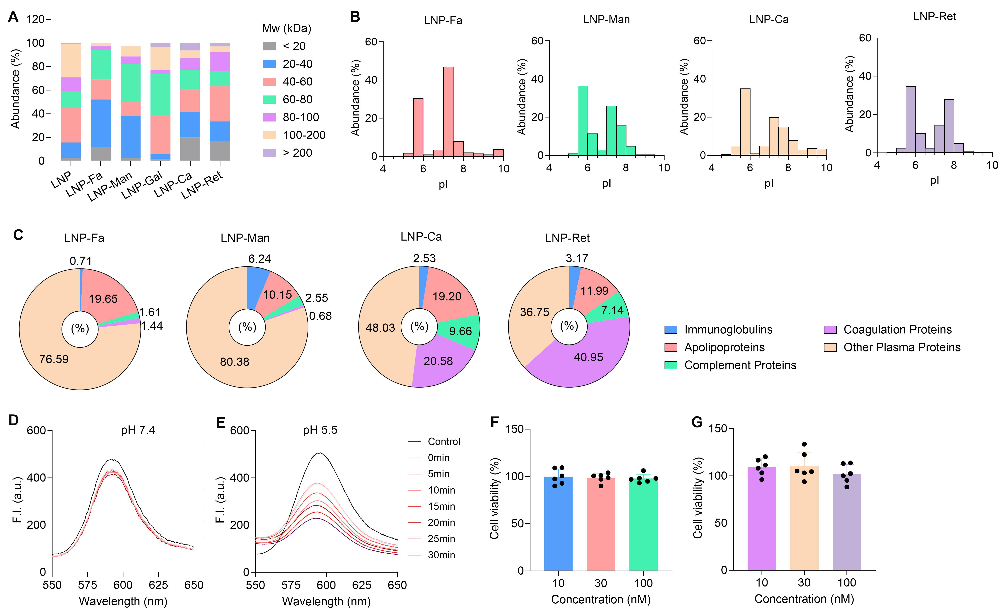 A
120
100
80
60
40
20
0
Abundance (%)
LNP
LNP-Fa
LNP-Man
LNP-Gal
LNP-Ca
LNP-Ret
Mw (kDa)
< 20
20-40
40-60
60-80
80-100
100-200
> 200
B
LNP-Fa
60
40
20
0
Abundance (%)
4 6 8 10
pI
LNP-Man
60
40
20
0
Abundance (%)
4 6 8 10
pI
LNP-Ca
60
40
20
0
Abundance (%)
4 6 8 10
pI
LNP-Ret
60
40
20
0
Abundance (%)
4 6 8 10
pI
C
LNP-Fa
0.71
19.65
1.61
1.44
(%)
76.59
LNP-Man
6.24
10.15
2.55
0.68
(%)
80.38
LNP-Ca
2.53
19.20
48.03
(%)
9.66
20.58
LNP-Ret
3.17
11.99
7.14
36.75
(%)
40.95
Immunoglobulins
Apolipoproteins
Complement Proteins
Coagulation Proteins
Other Plasma Proteins
D
pH 7.4
600
400
200
0
F.I. (a.u.)
550 575 600 625 650
Wavelength (nm)
E
pH 5.5
600
400
200
0
F.I. (a.u.)
550 575 600 625 650
Wavelength (nm)
Control
0min
5min
10min
15min
20min
25min
30min
F
150
100
50
0
Cell viability (%)
10 30 100
Concentration (nM)
G
150
100
50
0
Cell viability (%)
10 30 100
Concentration (nM)